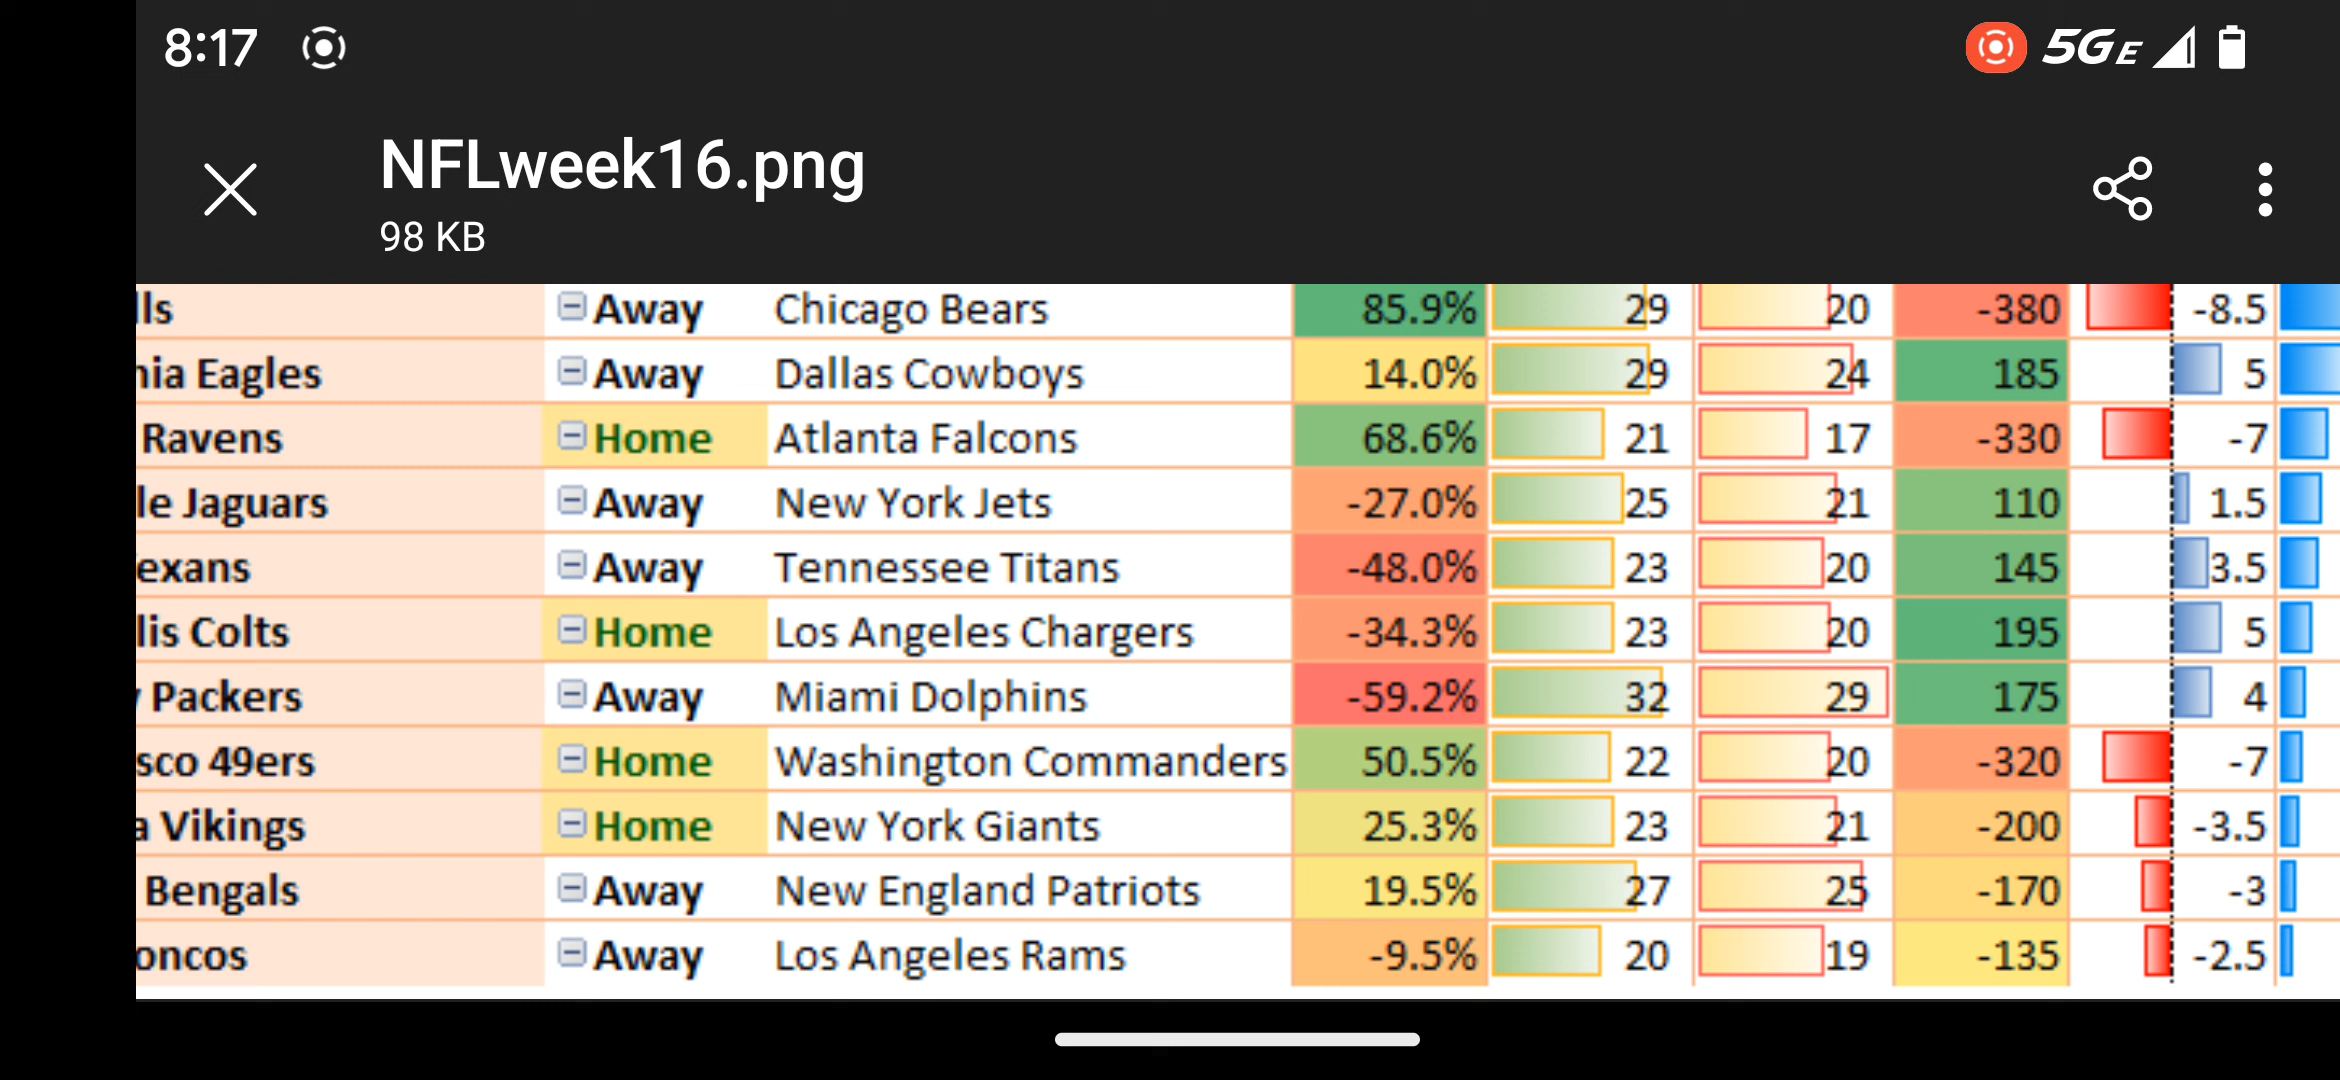 8:17 5G E
NFLweek16.png
98 KB
lls Away Chicago Bears 85.9% 29 20 -380 -8.5
nia Eagles Away Dallas Cowboys 14.0% 29 24 185 5
Ravens Home Atlanta Falcons 68.6% 21 17 -330 -7
le Jaguars Away New York Jets -27.0% 25 21 110 1.5
exans Away Tennessee Titans -48.0% 23 20 145 3.5
lis Colts Home Los Angeles Chargers -34.3% 23 20 195 5
Packers Away Miami Dolphins -59.2% 32 29 175 4
sco 49ers Home Washington Commanders 50.5% 22 20 -320 -7
a Vikings Home New York Giants 25.3% 23 21 -200 -3.5
Bengals Away New England Patriots 19.5% 27 25 -170 -3
oncos Away Los Angeles Rams -9.5% 20 19 -135 -2.5